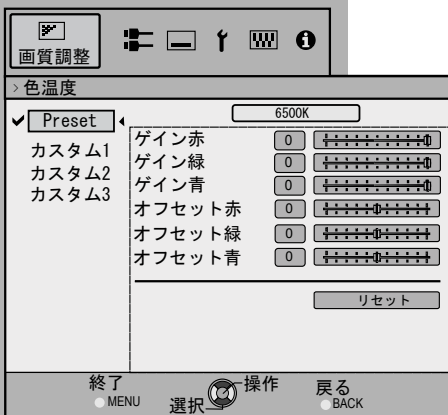 画質調整
>色温度
Preset
カスタム1
カスタム2
カスタム3
6500K
ゲイン赤 0
ゲイン緑 0
ゲイン青 0
オフセット赤 0
オフセット緑 0
オフセット青 0
リセット
終了
MENU
選択
操作
戻る
BACK